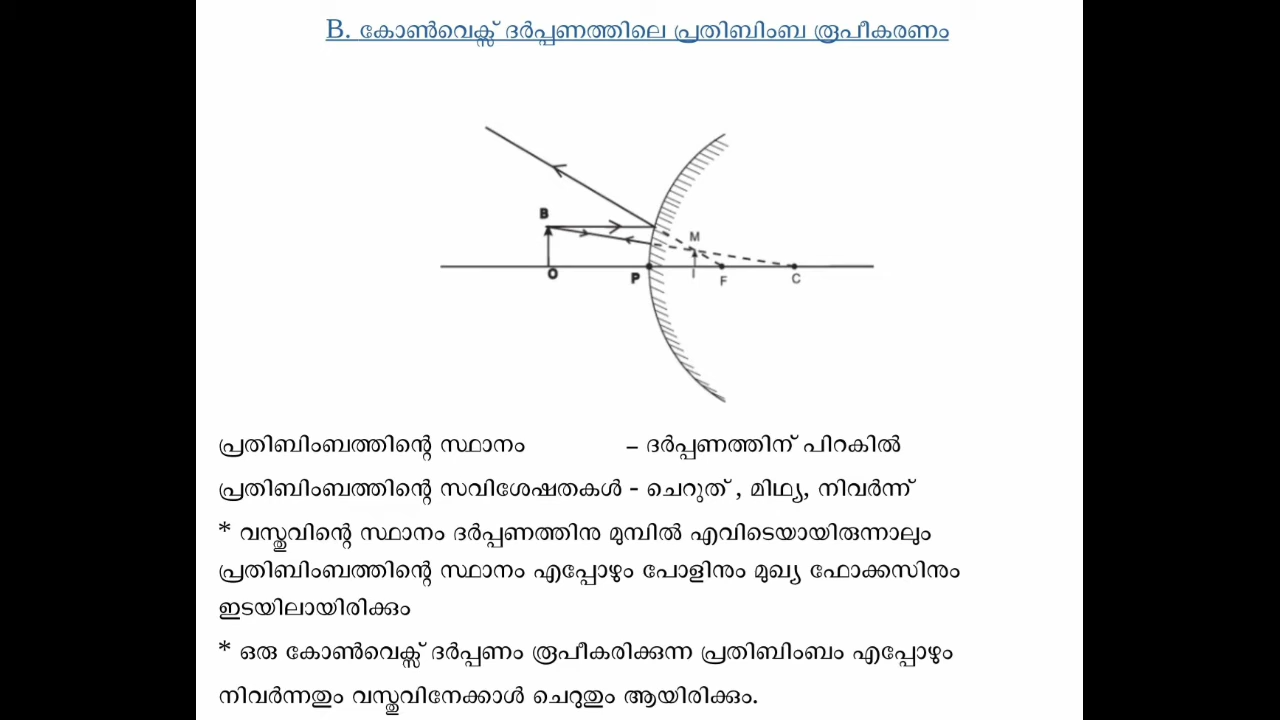 B. കോൺവെക്സ് ദർപ്പണത്തിലെ പ്രതിബിംബ രൂപീകരണം
B
M
O
P
I
F
C
പ്രതിബിംബത്തിന്റെ സ്ഥാനം – ദർപ്പണത്തിന് പിറകിൽ
പ്രതിബിംബത്തിന്റെ സവിശേഷതകൾ - ചെറുത് , മിഥ്യ, നിവർന്ന്
* വസ്തുവിന്റെ സ്ഥാനം ദർപ്പണത്തിനു മുമ്പിൽ എവിടെയായിരുന്നാലും
പ്രതിബിംബത്തിന്റെ സ്ഥാനം എപ്പോഴും പോളിനും മുഖ്യ ഫോക്കസിനും
ഇടയിലായിരിക്കും
* ഒരു കോൺവെക്സ് ദർപ്പണം രൂപീകരിക്കുന്ന പ്രതിബിംബം എപ്പോഴും
നിവർന്നതും വസ്തുവിനേക്കാൾ ചെറുതും ആയിരിക്കും.